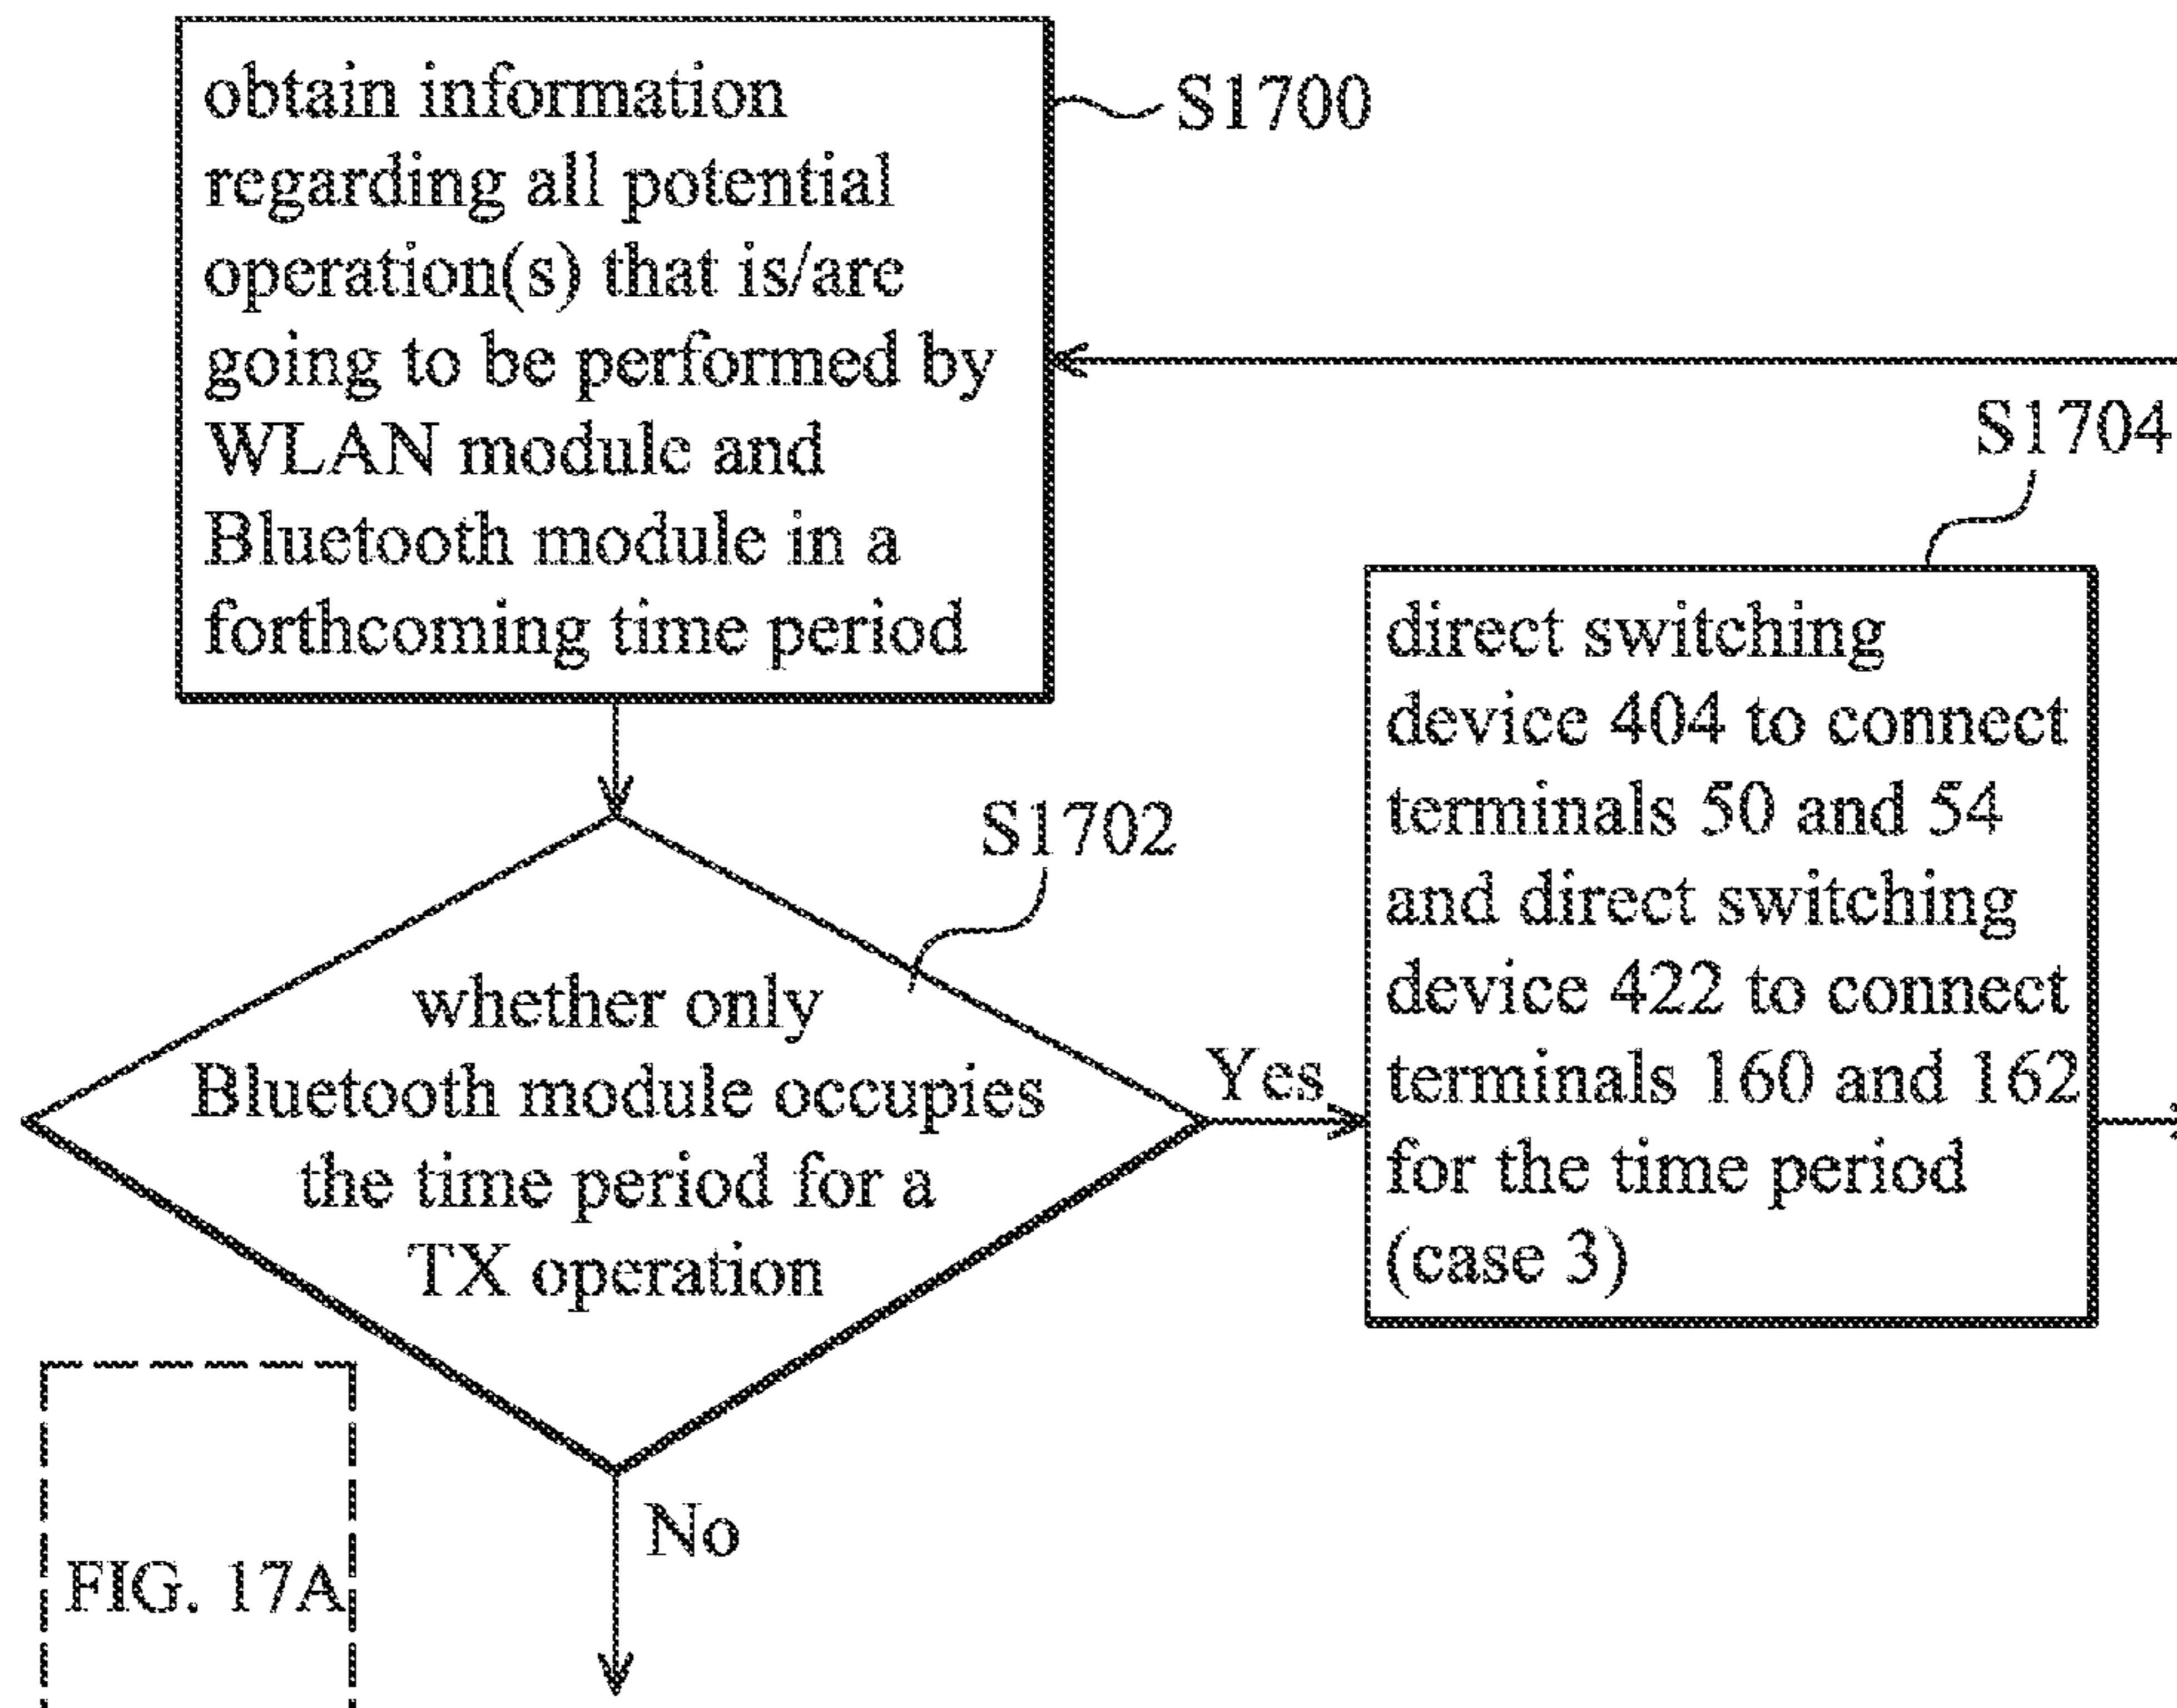 obtain information
regarding all potential
operation(s) that is/are
going to be performed by
WLAN module and
Bluetooth module in a
forthcoming time period
S1700
S1702
whether only
Bluetooth module occupies
the time period for a
TX operation
Yes
No
S1704
direct switching
device 404 to connect
terminals 50 and 54
and direct switching
device 422 to connect
terminals 160 and 162
for the time period
(case 3)
FIG. 17A